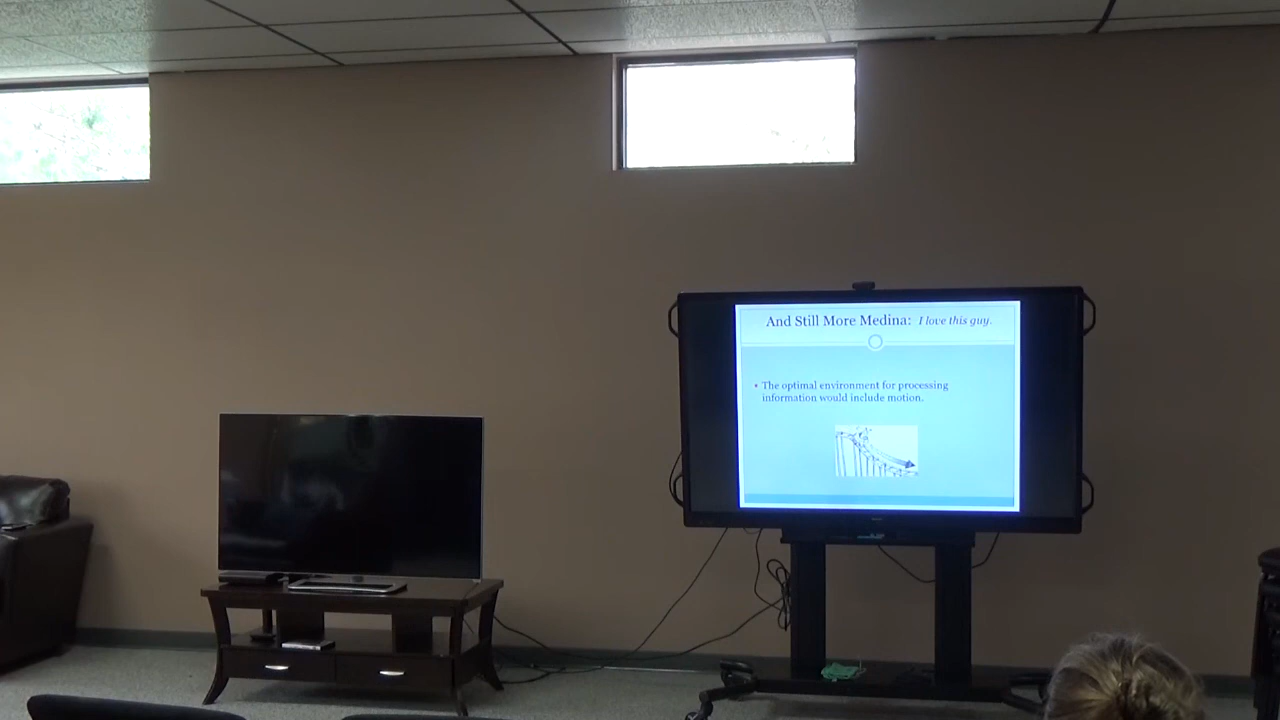 And Still More Medina: I love this guy.
• The optimal environment for processing
information would include motion.